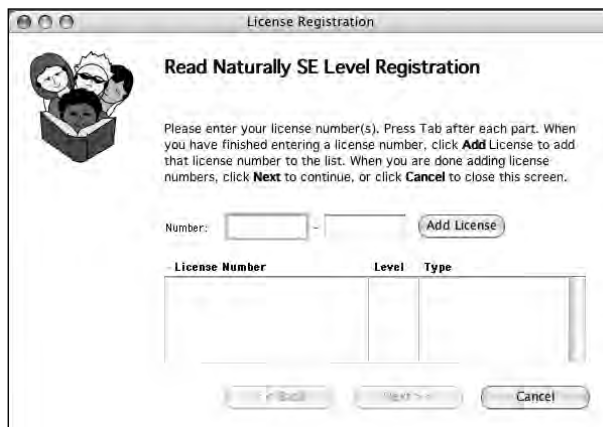 License Registration
Read Naturally SE Level Registration
Please enter your license number(s). Press Tab after each part. When
you have finished entering a license number, click Add License to add
that license number to the list. When you are done adding license
numbers, click Next to continue, or click Cancel to close this screen.
Number: - Add License
License Number Level Type
< Back Next > Cancel